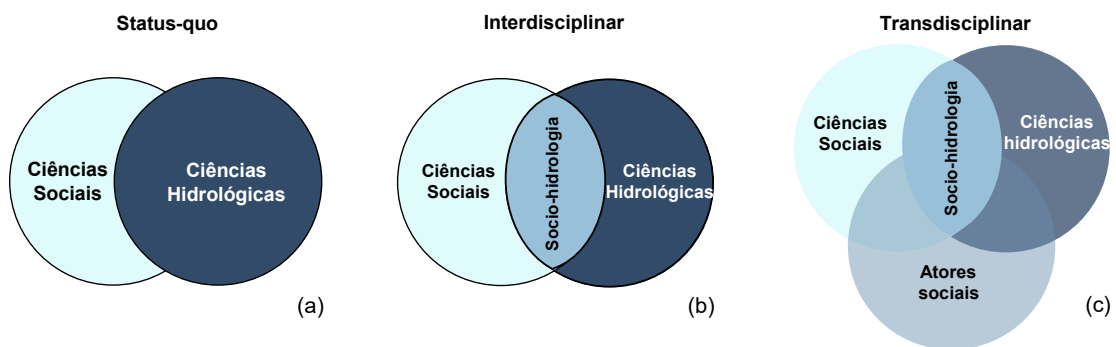 Status-quo
Ciências
Sociais
Ciências
Hidrológicas
(a)
Interdisciplinar
Ciências
Sociais
Socio-hidrologia
Ciências
Hidrológicas
(b)
Transdisciplinar
Ciências
Sociais
Socio-hidrologia
Ciências
hidrológicas
Atores
sociais
(c)